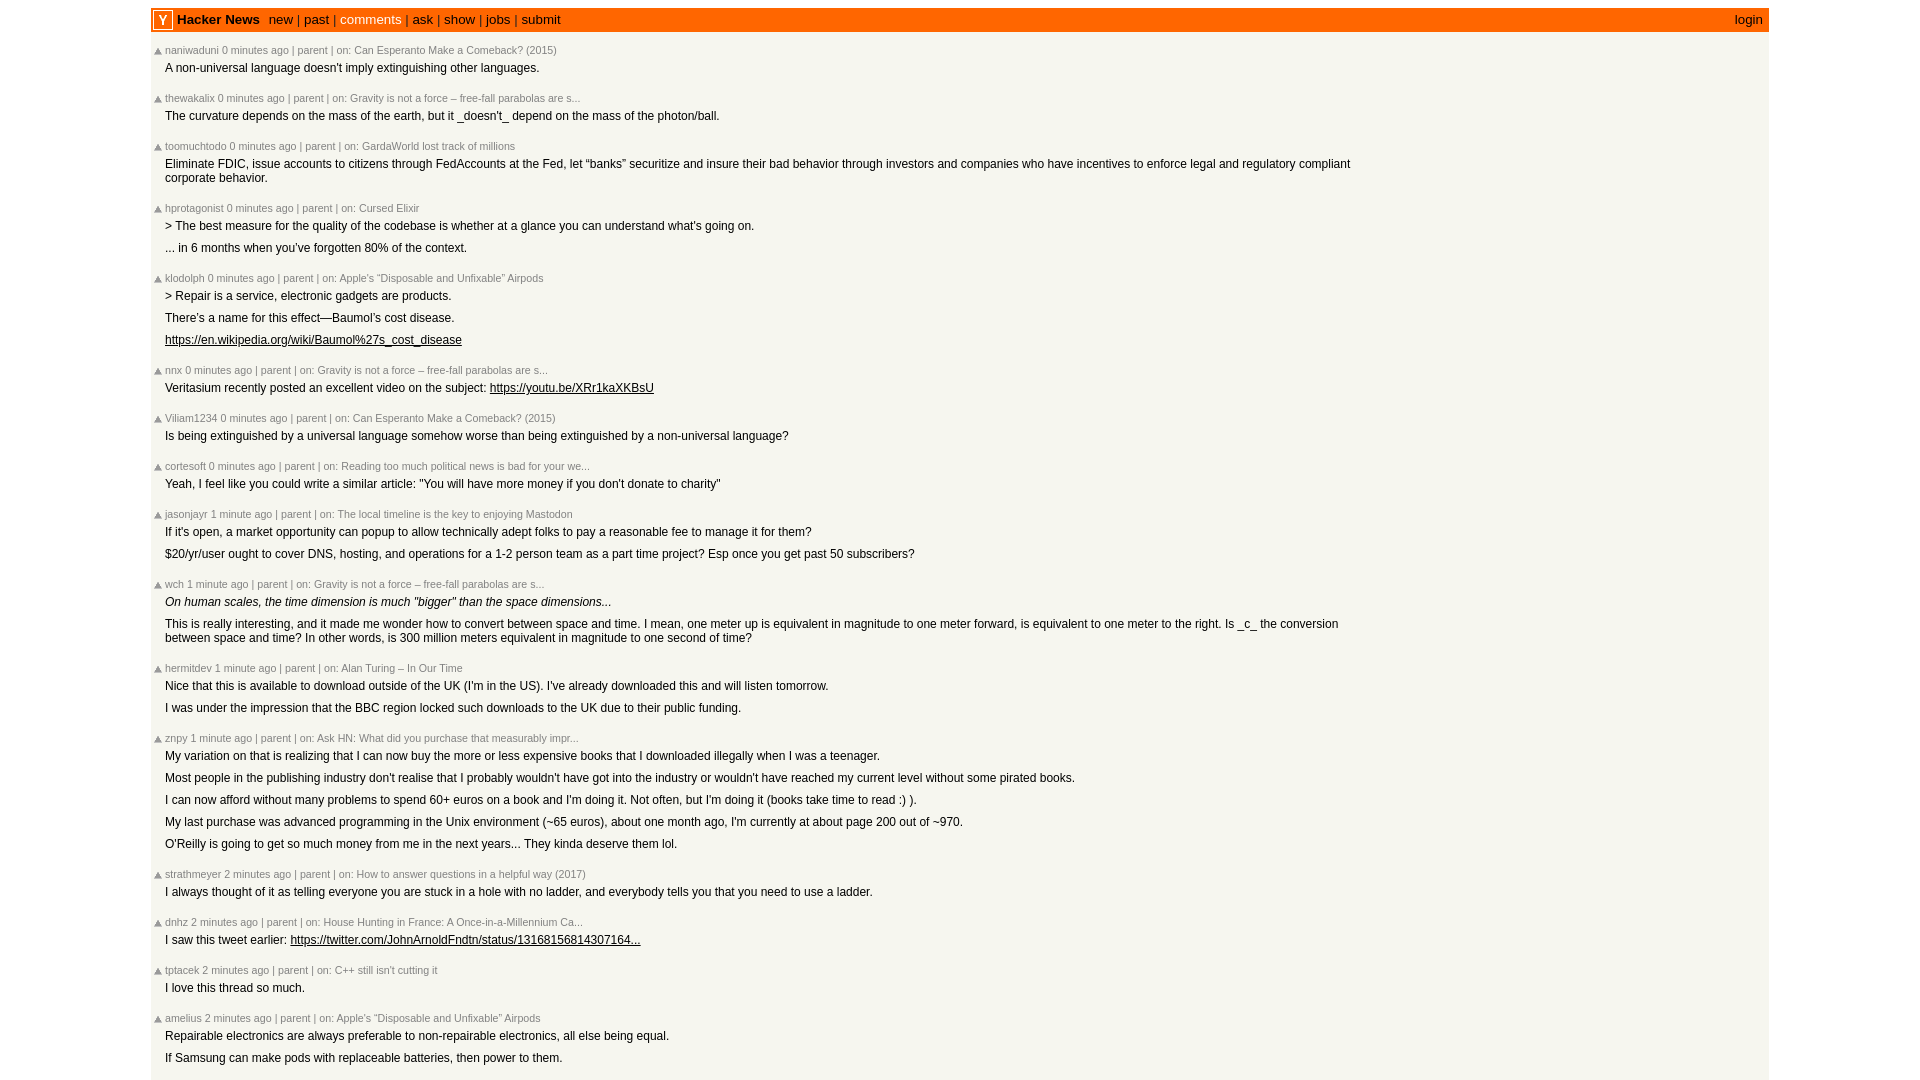 Y Hacker News new | past | comments | ask | show | jobs | submit login
naniwaduni 0 minutes ago | parent | on: Can Esperanto Make a Comeback? (2015)
A non-universal language doesn't imply extinguishing other languages.
thewakalix 0 minutes ago | parent | on: Gravity is not a force – free-fall parabolas are s...
The curvature depends on the mass of the earth, but it _doesn't_ depend on the mass of the photon/ball.
toomuchtodo 0 minutes ago | parent | on: GardaWorld lost track of millions
Eliminate FDIC, issue accounts to citizens through FedAccounts at the Fed, let “banks” securitize and insure their bad behavior through investors and companies who have incentives to enforce legal and regulatory compliant
corporate behavior.
hprotagonist 0 minutes ago | parent | on: Cursed Elixir
> The best measure for the quality of the codebase is whether at a glance you can understand what's going on.
... in 6 months when you’ve forgotten 80% of the context.
klodolph 0 minutes ago | parent | on: Apple's “Disposable and Unfixable” Airpods
> Repair is a service, electronic gadgets are products.
There’s a name for this effect—Baumol’s cost disease.
https://en.wikipedia.org/wiki/Baumol%27s_cost_disease
nnx 0 minutes ago | parent | on: Gravity is not a force – free-fall parabolas are s...
Veritasium recently posted an excellent video on the subject: https://youtu.be/XRr1kaXKBsU
Viliam1234 0 minutes ago | parent | on: Can Esperanto Make a Comeback? (2015)
Is being extinguished by a universal language somehow worse than being extinguished by a non-universal language?
cortesoft 0 minutes ago | parent | on: Reading too much political news is bad for your we...
Yeah, I feel like you could write a similar article: "You will have more money if you don't donate to charity"
jasonjayr 1 minute ago | parent | on: The local timeline is the key to enjoying Mastodon
If it's open, a market opportunity can popup to allow technically adept folks to pay a reasonable fee to manage it for them?
$20/yr/user ought to cover DNS, hosting, and operations for a 1-2 person team as a part time project? Esp once you get past 50 subscribers?
wch 1 minute ago | parent | on: Gravity is not a force – free-fall parabolas are s...
On human scales, the time dimension is much "bigger" than the space dimensions...
This is really interesting, and it made me wonder how to convert between space and time. I mean, one meter up is equivalent in magnitude to one meter forward, is equivalent to one meter to the right. Is _c_ the conversion
between space and time? In other words, is 300 million meters equivalent in magnitude to one second of time?
hermitdev 1 minute ago | parent | on: Alan Turing – In Our Time
Nice that this is available to download outside of the UK (I'm in the US). I've already downloaded this and will listen tomorrow.
I was under the impression that the BBC region locked such downloads to the UK due to their public funding.
znpy 1 minute ago | parent | on: Ask HN: What did you purchase that measurably impr...
My variation on that is realizing that I can now buy the more or less expensive books that I downloaded illegally when I was a teenager.
Most people in the publishing industry don't realise that I probably wouldn't have got into the industry or wouldn't have reached my current level without some pirated books.
I can now afford without many problems to spend 60+ euros on a book and I'm doing it. Not often, but I'm doing it (books take time to read :) ).
My last purchase was advanced programming in the Unix environment (~65 euros), about one month ago, I'm currently at about page 200 out of ~970.
O'Reilly is going to get so much money from me in the next years... They kinda deserve them lol.
strathmeyer 2 minutes ago | parent | on: How to answer questions in a helpful way (2017)
I always thought of it as telling everyone you are stuck in a hole with no ladder, and everybody tells you that you need to use a ladder.
dnhz 2 minutes ago | parent | on: House Hunting in France: A Once-in-a-Millennium Ca...
I saw this tweet earlier: https://twitter.com/JohnArnoldFndtn/status/13168156814307164...
tptacek 2 minutes ago | parent | on: C++ still isn't cutting it
I love this thread so much.
amelius 2 minutes ago | parent | on: Apple's “Disposable and Unfixable” Airpods
Repairable electronics are always preferable to non-repairable electronics, all else being equal.
If Samsung can make pods with replaceable batteries, then power to them.